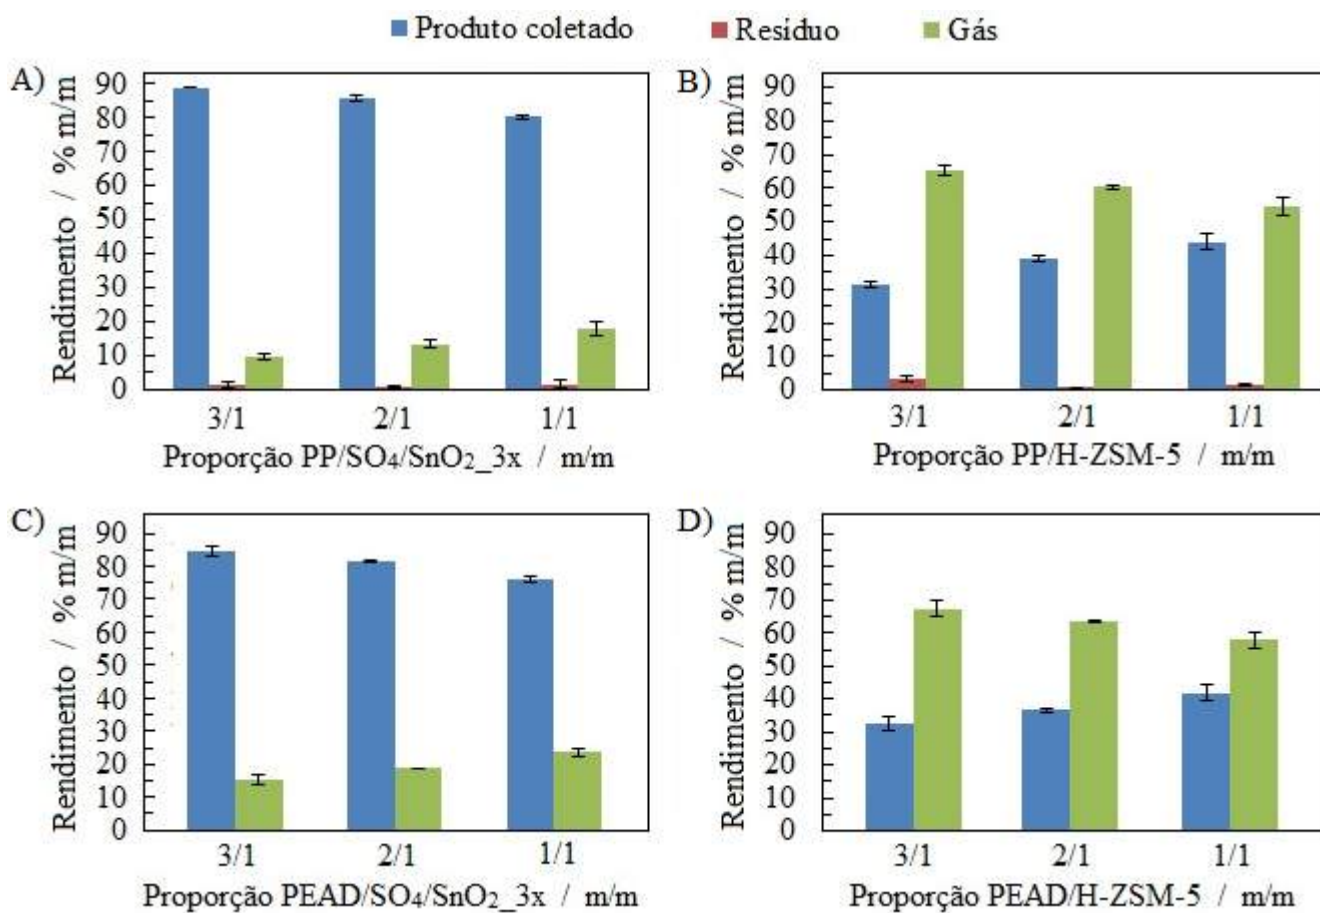 Produto coletado Resíduo Gás
A)
Rendimento / % m/m
90
80
70
60
50
40
30
20
10
0
3/1 2/1 1/1
Proporção PP/SO₄/SnO₂_3x / m/m
B)
Rendimento / % m/m
90
80
70
60
50
40
30
20
10
0
3/1 2/1 1/1
Proporção PP/H-ZSM-5 / m/m
C)
Rendimento / % m/m
90
80
70
60
50
40
30
20
10
0
3/1 2/1 1/1
Proporção PEAD/SO₄/SnO₂_3x / m/m
D)
Rendimento / % m/m
90
80
70
60
50
40
30
20
10
0
3/1 2/1 1/1
Proporção PEAD/H-ZSM-5 / m/m